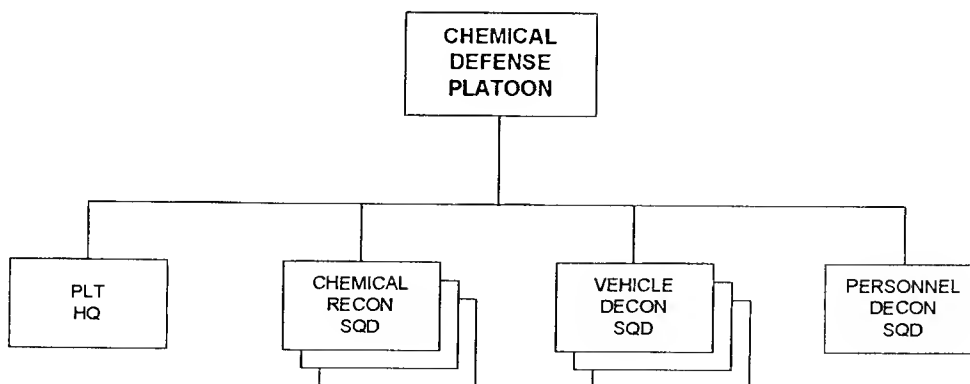 CHEMICAL
DEFENSE
PLATOON
PLT
HQ
CHEMICAL
RECON
SQD
VEHICLE
DECON
SQD
PERSONNEL
DECON
SQD